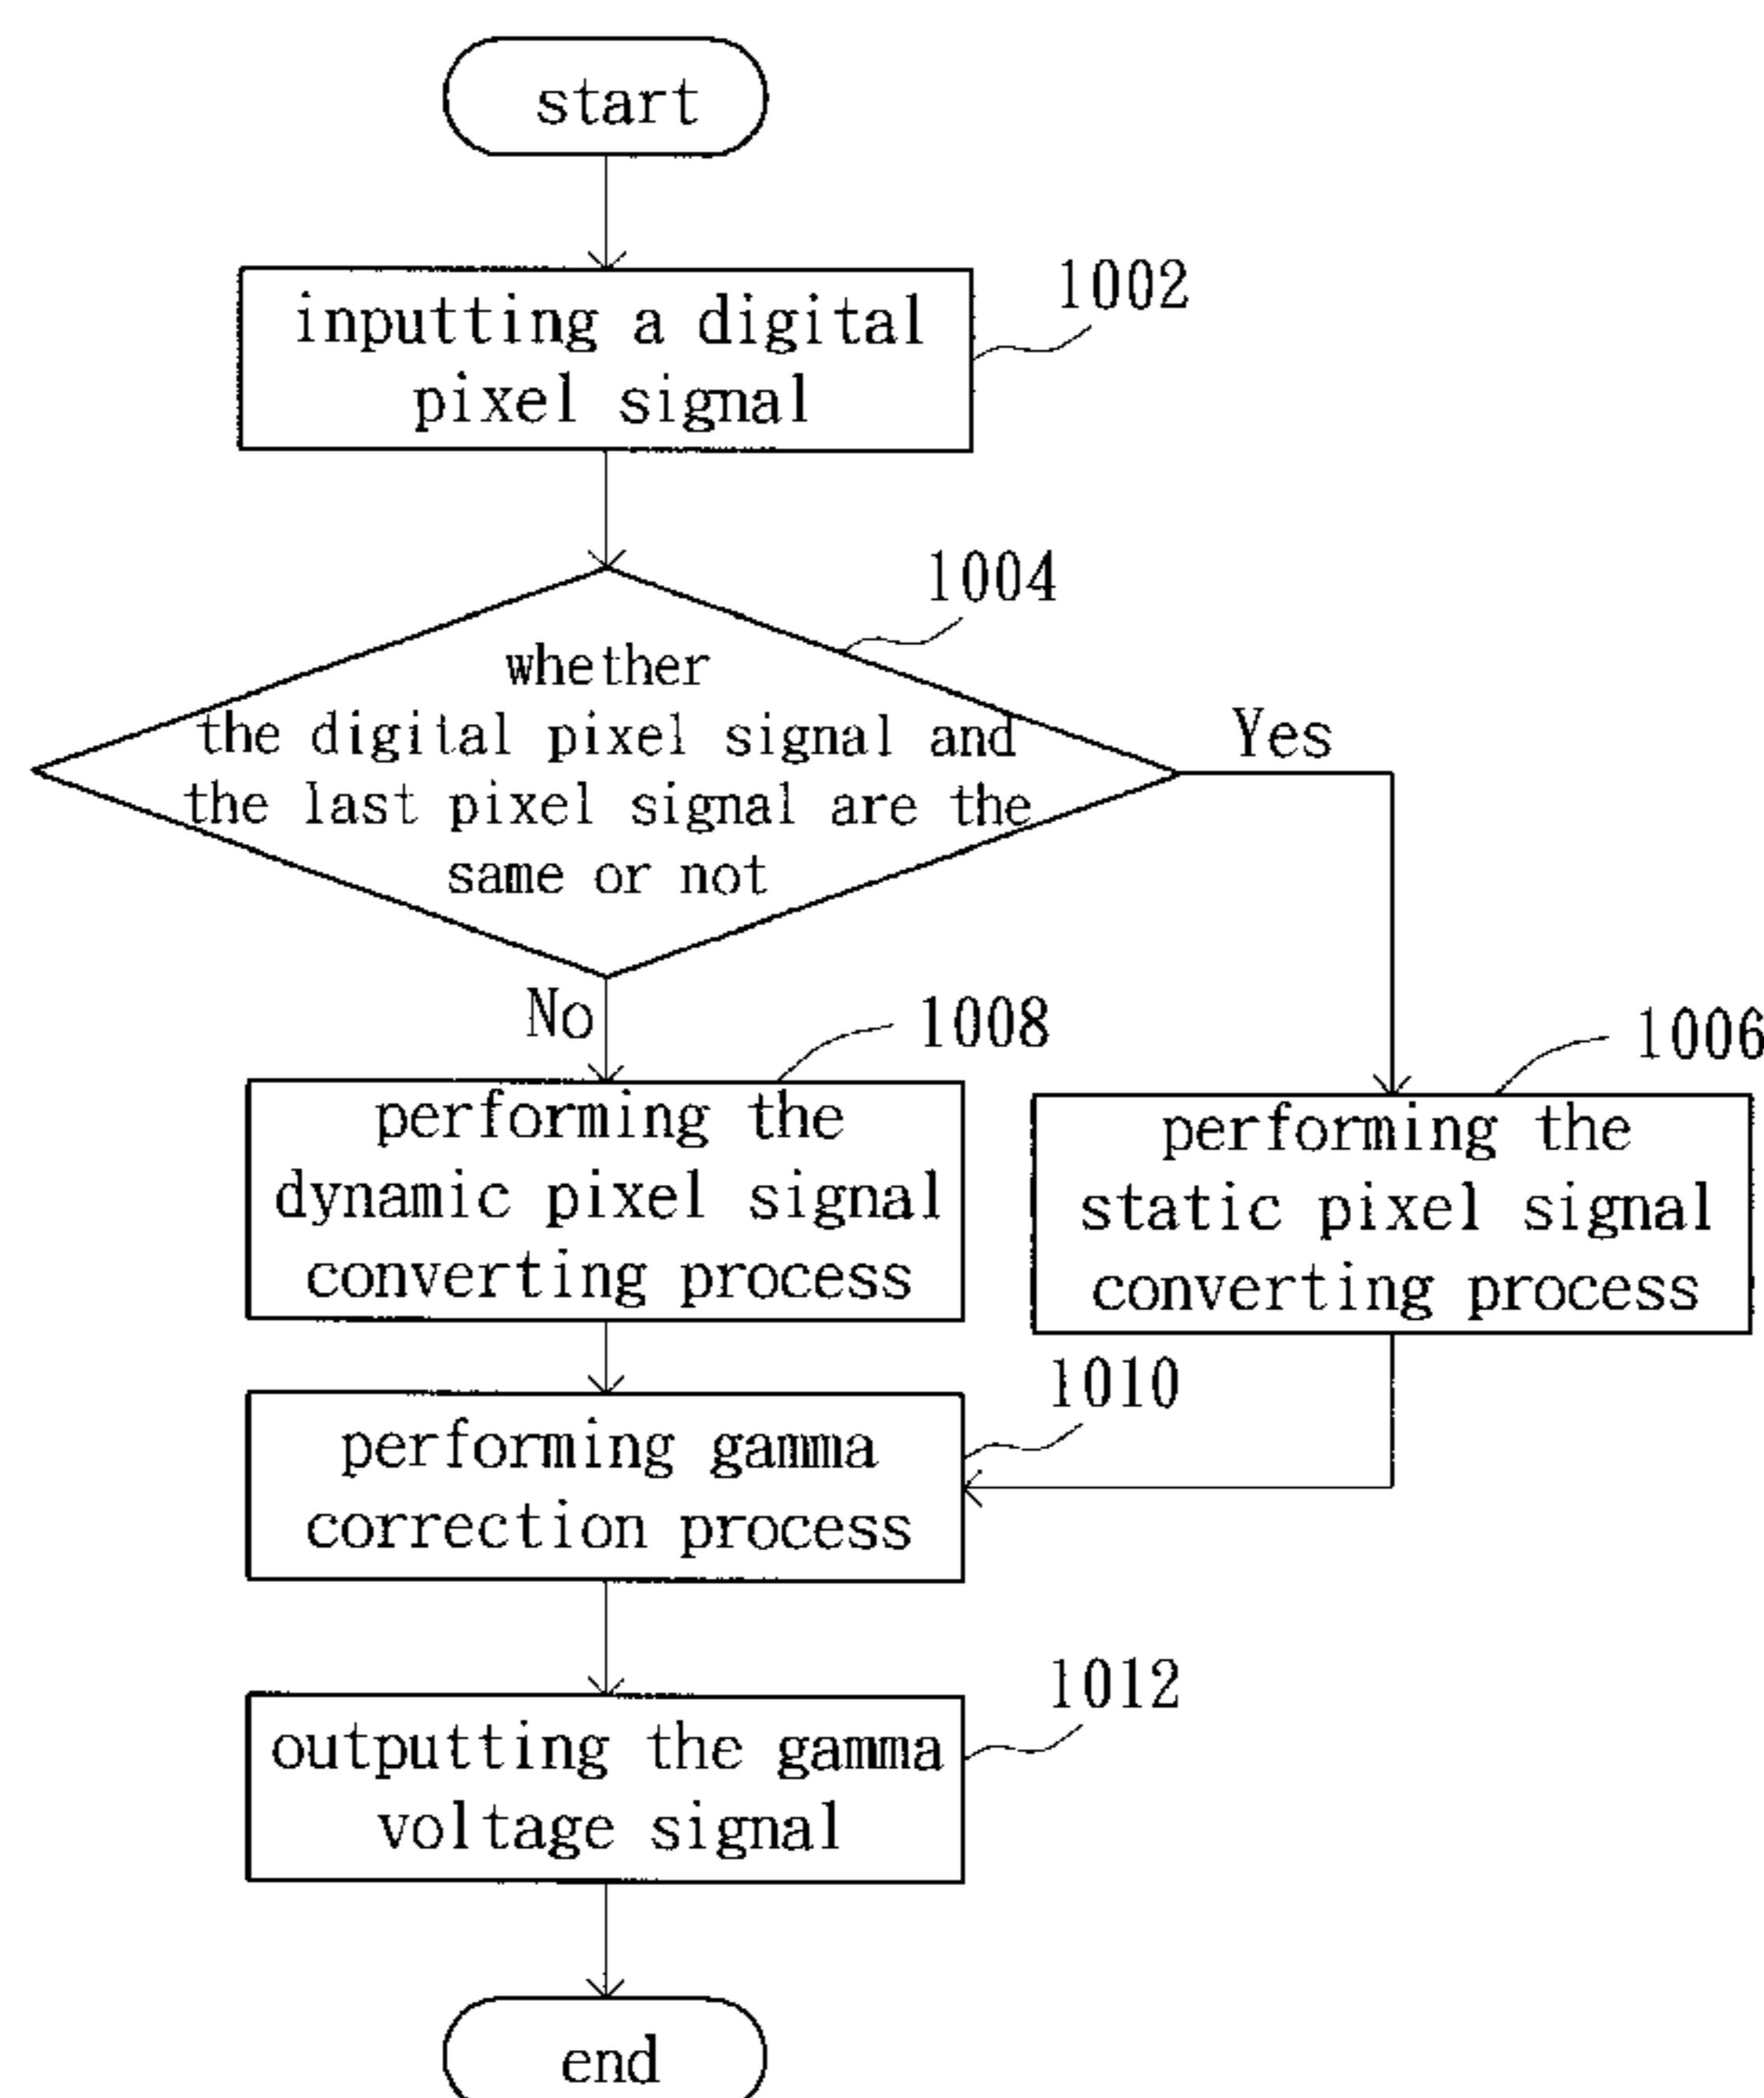 start
inputting a digital
pixel signal
1002
1004
whether
the digital pixel signal and
the last pixel signal are the
same or not
Yes
No
1008
1006
performing the
dynamic pixel signal
converting process
performing the
static pixel signal
converting process
1010
performing gamma
correction process
1012
outputting the gamma
voltage signal
end